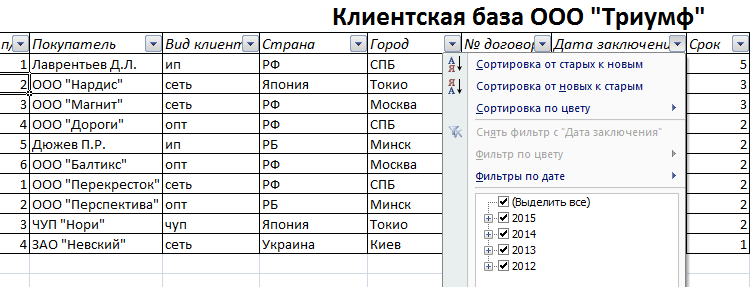 Клиентская база ООО "Триумф"
п/ Покупатель Вид клиент Страна Город № договор Дата заключени Срок
1 Лаврентьев Д.Л. ип РФ СПБ 5
2 ООО "Нардис" сеть Япония Токио 3
3 ООО "Магнит" сеть РФ Москва 3
4 ООО "Дороги" опт РФ СПБ 2
5 Дюжев П.Р. ип РБ Минск 2
6 ООО "Балтикс" опт РФ Москва 2
1 ООО "Перекресток" сеть РФ СПБ 2
2 ООО "Перспектива" опт РБ Минск 2
3 ЧУП "Нори" чуп Япония Токио 2
4 ЗАО "Невский" сеть Украина Киев 1
Сортировка от старых к новым
Сортировка от новых к старым
Сортировка по цвету
Снять фильтр с "Дата заключения"
Фильтр по цвету
Фильтры по дате
(Выделить все)
2015
2014
2013
2012